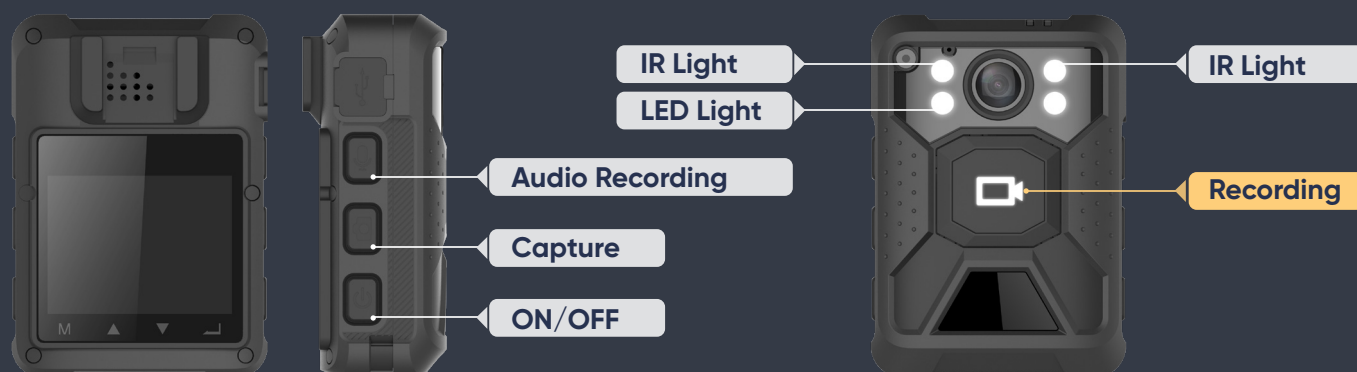 IR Light
IR Light
LED Light
Audio Recording
Recording
Capture
ON/OFF
M